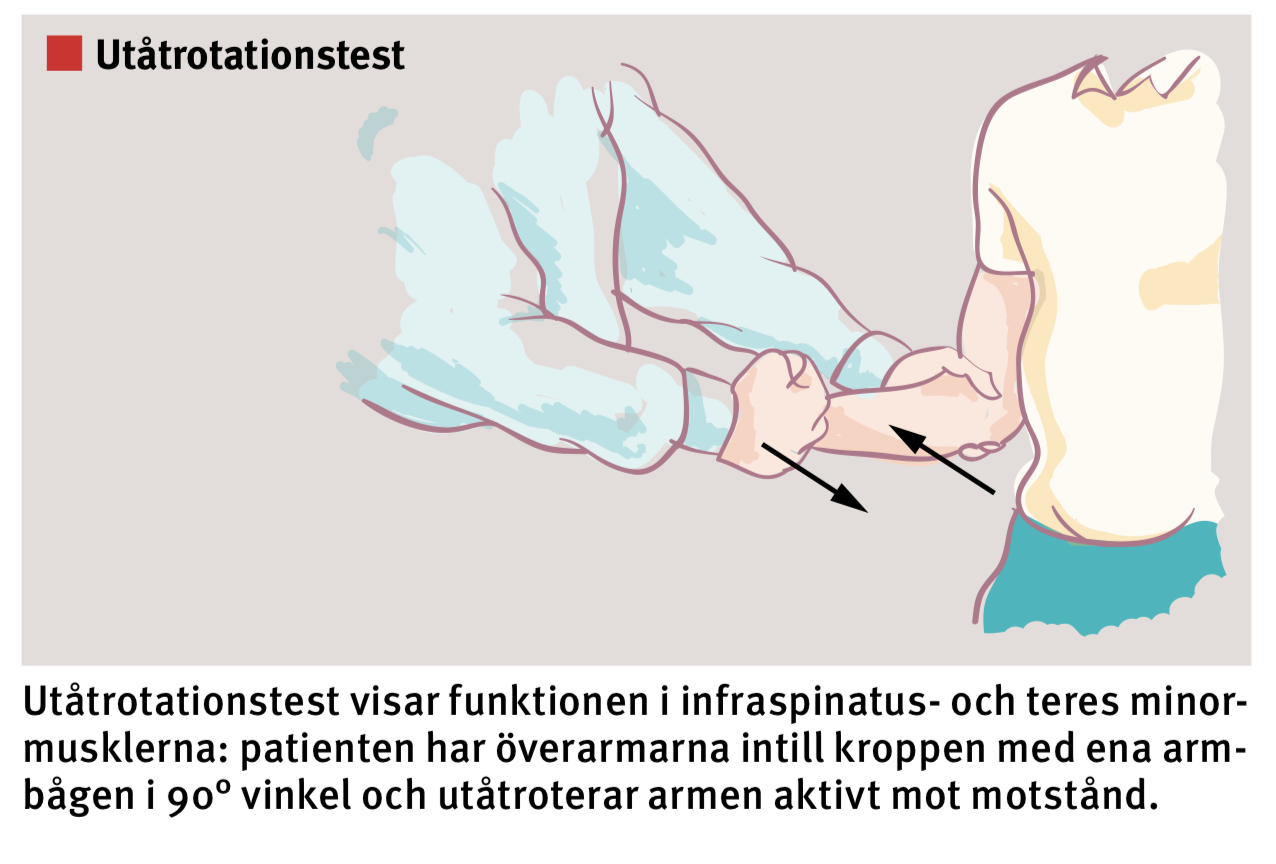 Utåtrotationstest
Utåtrotationstest visar funktionen i infraspinatus- och teres minor-
musklerna: patienten har överarmarna intill kroppen med ena arm-
bågen i 90° vinkel och utåtroterar armen aktivt mot motstånd.